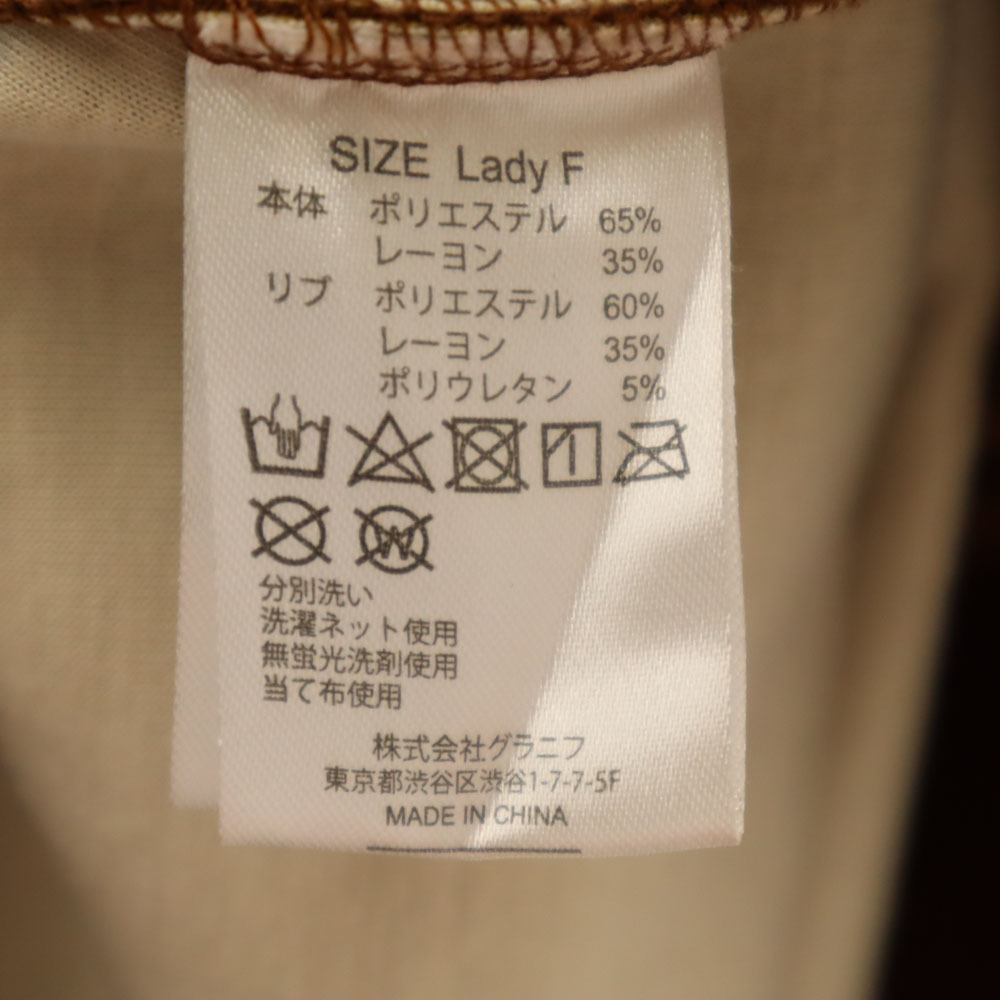 SIZE Lady F
本体 ポリエステル 65%
レーヨン 35%
リブ ポリエステル 60%
レーヨン 35%
ポリウレタン 5%
W
分別洗い
洗濯ネット使用
無蛍光洗剤使用
当て布使用
株式会社グラニフ
東京都渋谷区渋谷1-7-7-5F
MADE IN CHINA